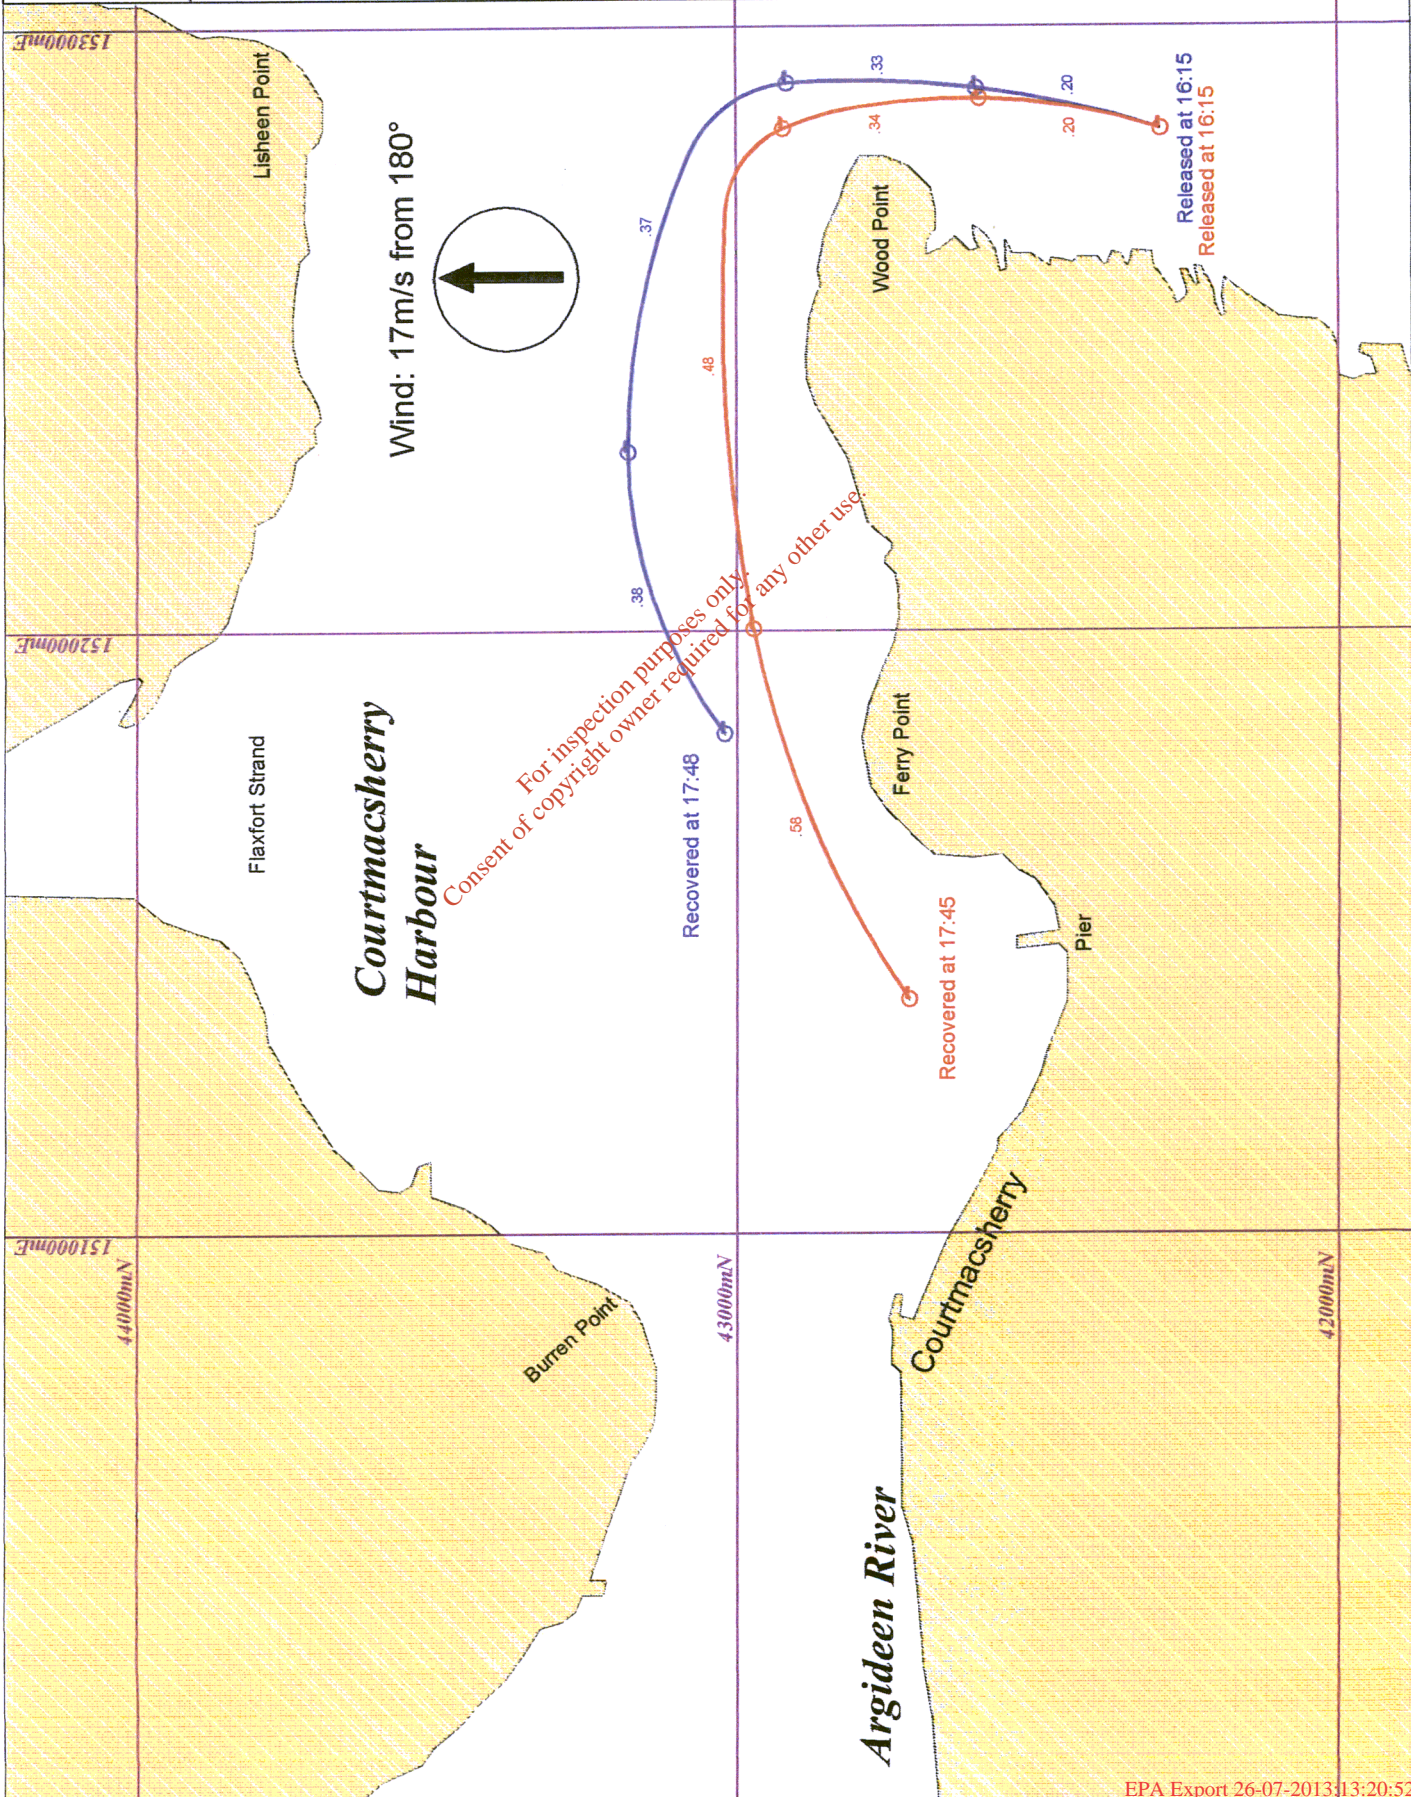 153000mE
Lisheen Point
Wind: 17m/s from 180°
.33
.20
.34
.20
.37
.48
.38
.58
Released at 16:15
Released at 16:15
Wood Point
152000mE
Flaxfort Strand
Courtmacsherry
Harbour
For inspection purposes only.
Consent of copyright owner required for any other use.
Recovered at 17:48
Ferry Point
Recovered at 17:45
Pier
151000mE
44000mN
43000mN
42000mN
Burren Point
Courtmacsherry
Argideen River
EPA Export 26-07-2013:13:20:52